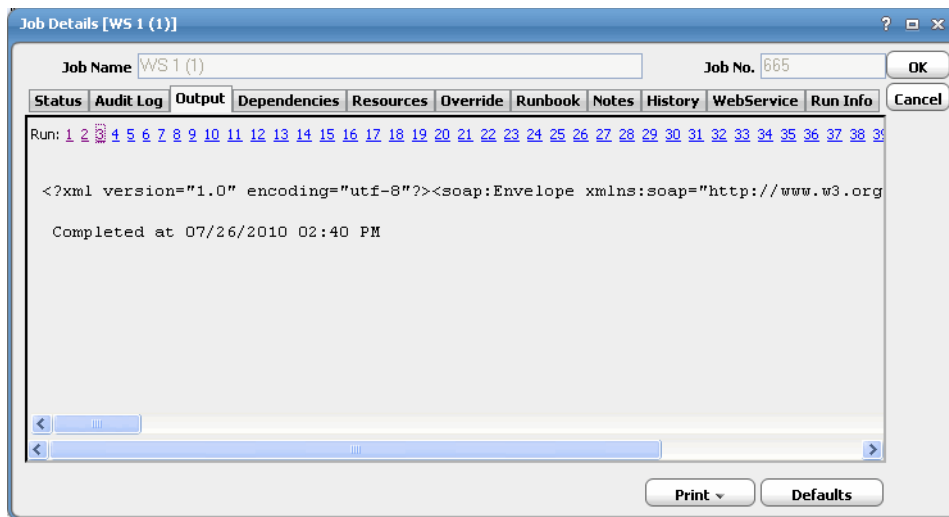 Job Details [WS 1 (1)]
Job Name WS 1 (1) Job No. 665 OK
Status Audit Log Output Dependencies Resources Override Runbook Notes History WebService Run Info Cancel
Run: 1 2 3 4 5 6 7 8 9 10 11 12 13 14 15 16 17 18 19 20 21 22 23 24 25 26 27 28 29 30 31 32 33 34 35 36 37 38 39
<?xml version="1.0" encoding="utf-8"?><soap:Envelope xmlns:soap="http://www.w3.org
Completed at 07/26/2010 02:40 PM
Print Defaults